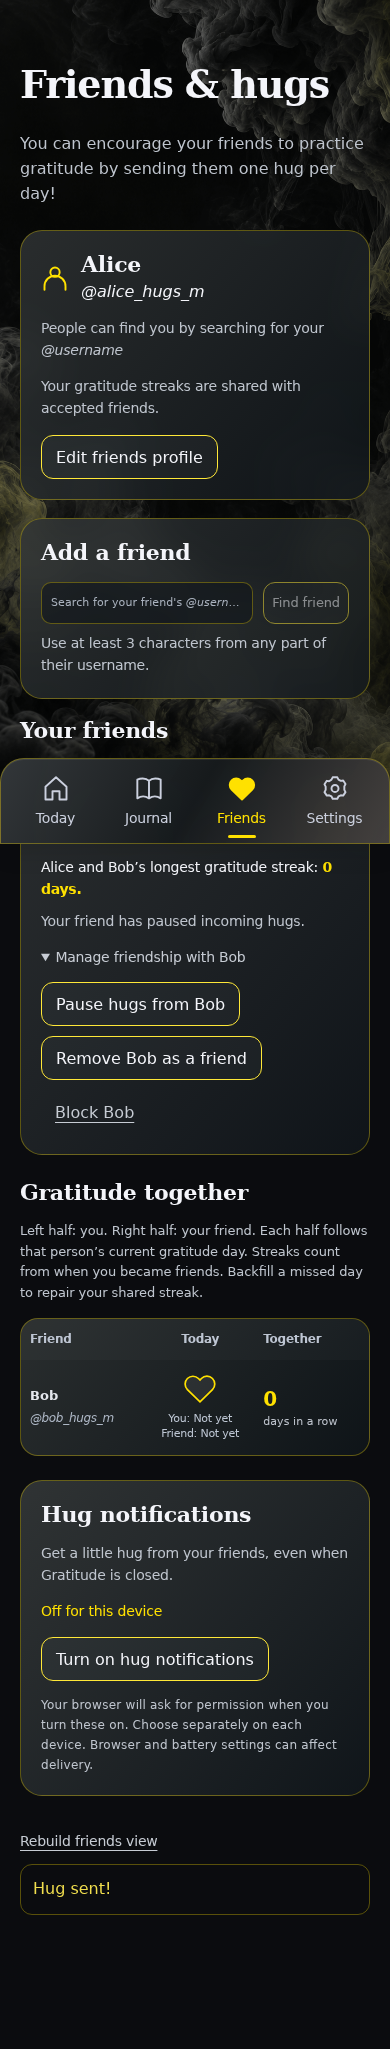 Friends & hugs
You can encourage your friends to practice
gratitude by sending them one hug per
day!
Alice
@alice_hugs_m
People can find you by searching for your
@username
Your gratitude streaks are shared with
accepted friends.
Edit friends profile
Add a friend
Search for your friend's @usern...
Find friend
Use at least 3 characters from any part of
their username.
Your friends
Today
Journal
Friends
Settings
Alice and Bob’s longest gratitude streak: 0
days.
Your friend has paused incoming hugs.
▼ Manage friendship with Bob
Pause hugs from Bob
Remove Bob as a friend
Block Bob
Gratitude together
Left half: you. Right half: your friend. Each half follows
that person’s current gratitude day. Streaks count
from when you became friends. Backfill a missed day
to repair your shared streak.
Friend Today Together
Bob
@bob_hugs_m
You: Not yet
Friend: Not yet
0
days in a row
Hug notifications
Get a little hug from your friends, even when
Gratitude is closed.
Off for this device
Turn on hug notifications
Your browser will ask for permission when you
turn these on. Choose separately on each
device. Browser and battery settings can affect
delivery.
Rebuild friends view
Hug sent!